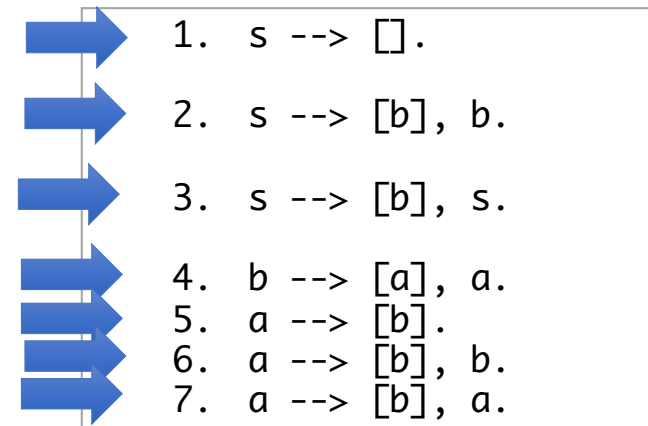 1. s --> [].
2. s --> [b], b.
3. s --> [b], s.
4. b --> [a], a.
5. a --> [b].
6. a --> [b], b.
7. a --> [b], a.